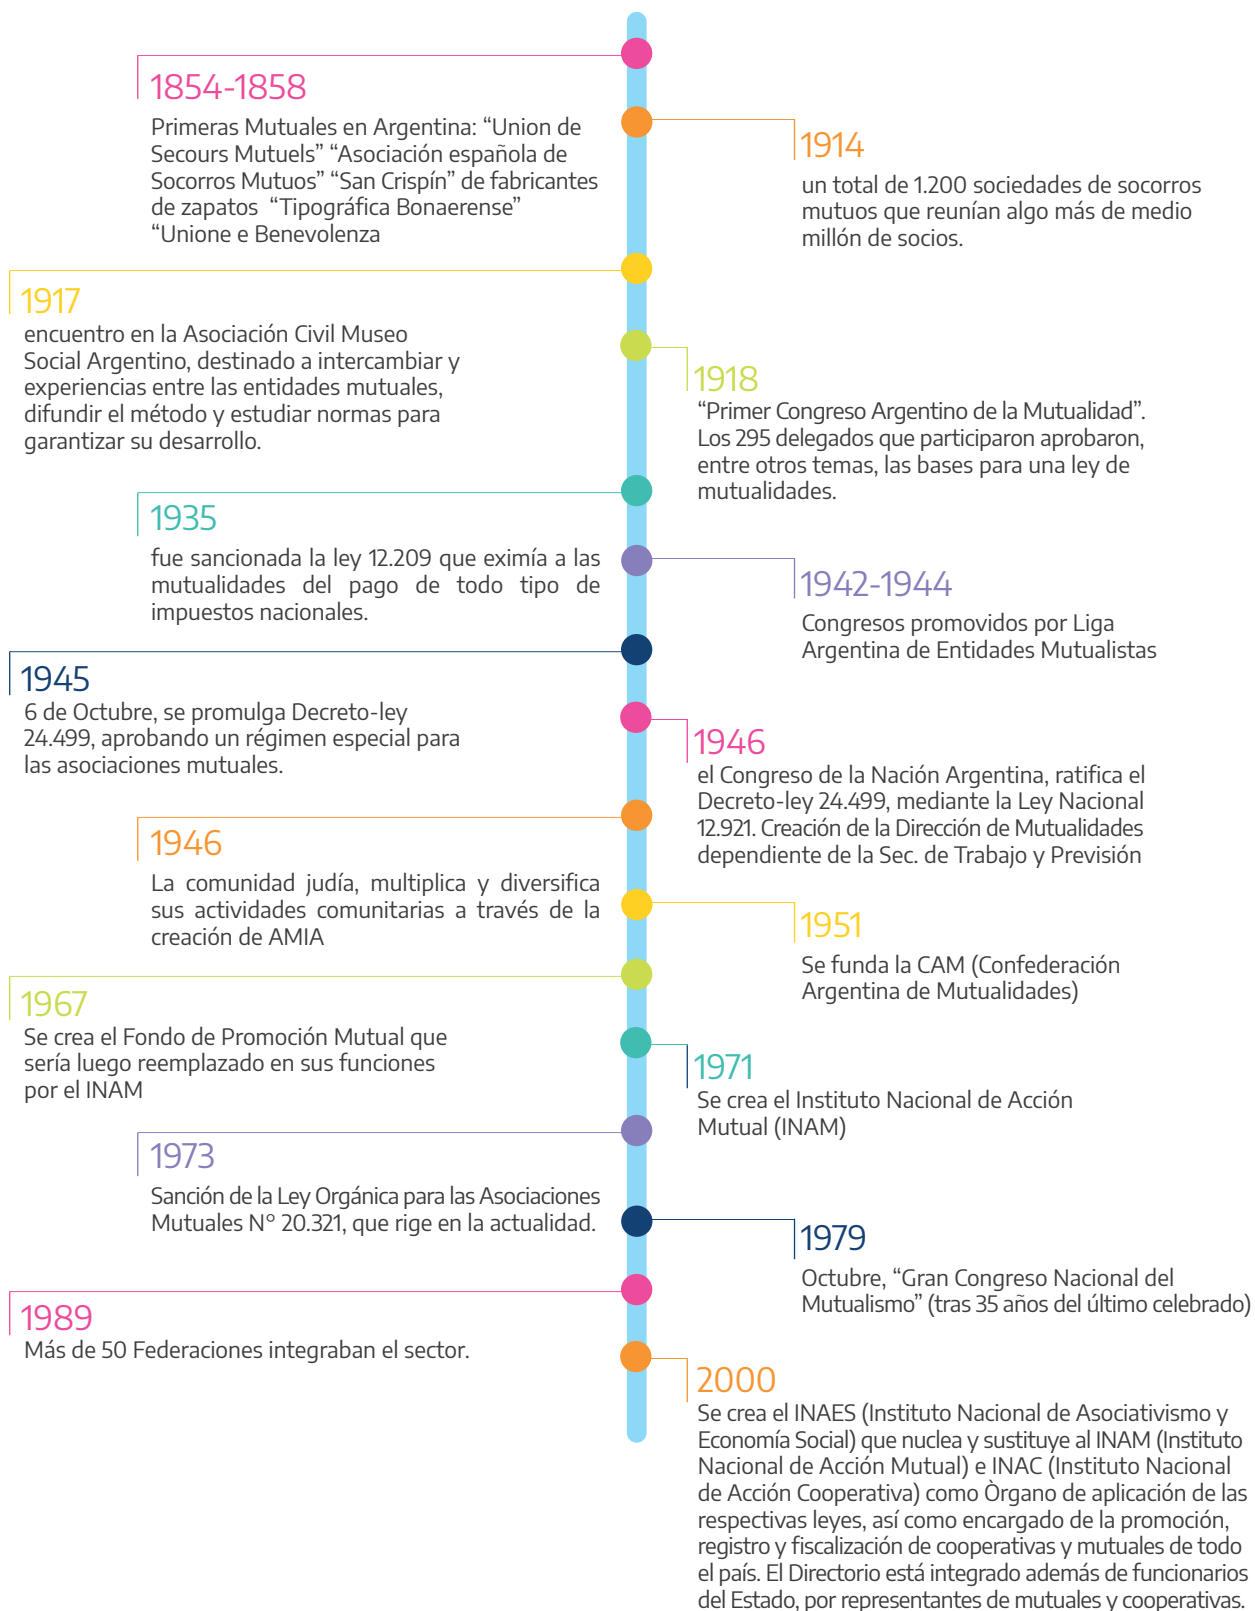 1854-1858
Primeras Mutuales en Argentina: “Union de
Secours Mutuels” “Asociación española de
Socorros Mutuos” “San Crispín” de fabricantes
de zapatos “Tipográfica Bonaerense”
“Unione e Benevolenza
1914
un total de 1.200 sociedades de socorros
mutuos que reunían algo más de medio
millón de socios.
1917
encuentro en la Asociación Civil Museo
Social Argentino, destinado a intercambiar y
experiencias entre las entidades mutuales,
difundir el método y estudiar normas para
garantizar su desarrollo.
1918
“Primer Congreso Argentino de la Mutualidad”.
Los 295 delegados que participaron aprobaron,
entre otros temas, las bases para una ley de
mutualidades.
1935
fue sancionada la ley 12.209 que eximía a las
mutualidades del pago de todo tipo de
impuestos nacionales.
1942-1944
Congresos promovidos por Liga
Argentina de Entidades Mutualistas
1945
6 de Octubre, se promulga Decreto-ley
24.499, aprobando un régimen especial para
las asociaciones mutuales.
1946
el Congreso de la Nación Argentina, ratifica el
Decreto-ley 24.499, mediante la Ley Nacional
12.921. Creación de la Dirección de Mutualidades
dependiente de la Sec. de Trabajo y Previsión
1946
La comunidad judía, multiplica y diversifica
sus actividades comunitarias a través de la
creación de AMIA
1951
Se funda la CAM (Confederación
Argentina de Mutualidades)
1967
Se crea el Fondo de Promoción Mutual que
sería luego reemplazado en sus funciones
por el INAM
1971
Se crea el Instituto Nacional de Acción
Mutual (INAM)
1973
Sanción de la Ley Orgánica para las Asociaciones
Mutuales N° 20.321, que rige en la actualidad.
1979
Octubre, “Gran Congreso Nacional del
Mutualismo” (tras 35 años del último celebrado)
1989
Más de 50 Federaciones integraban el sector.
2000
Se crea el INAES (Instituto Nacional de Asociativismo y
Economía Social) que nuclea y sustituye al INAM (Instituto
Nacional de Acción Mutual) e INAC (Instituto Nacional
de Acción Cooperativa) como Òrgano de aplicación de las
respectivas leyes, así como encargado de la promoción,
registro y fiscalización de cooperativas y mutuales de todo
el país. El Directorio está integrado además de funcionarios
del Estado, por representantes de mutuales y cooperativas.